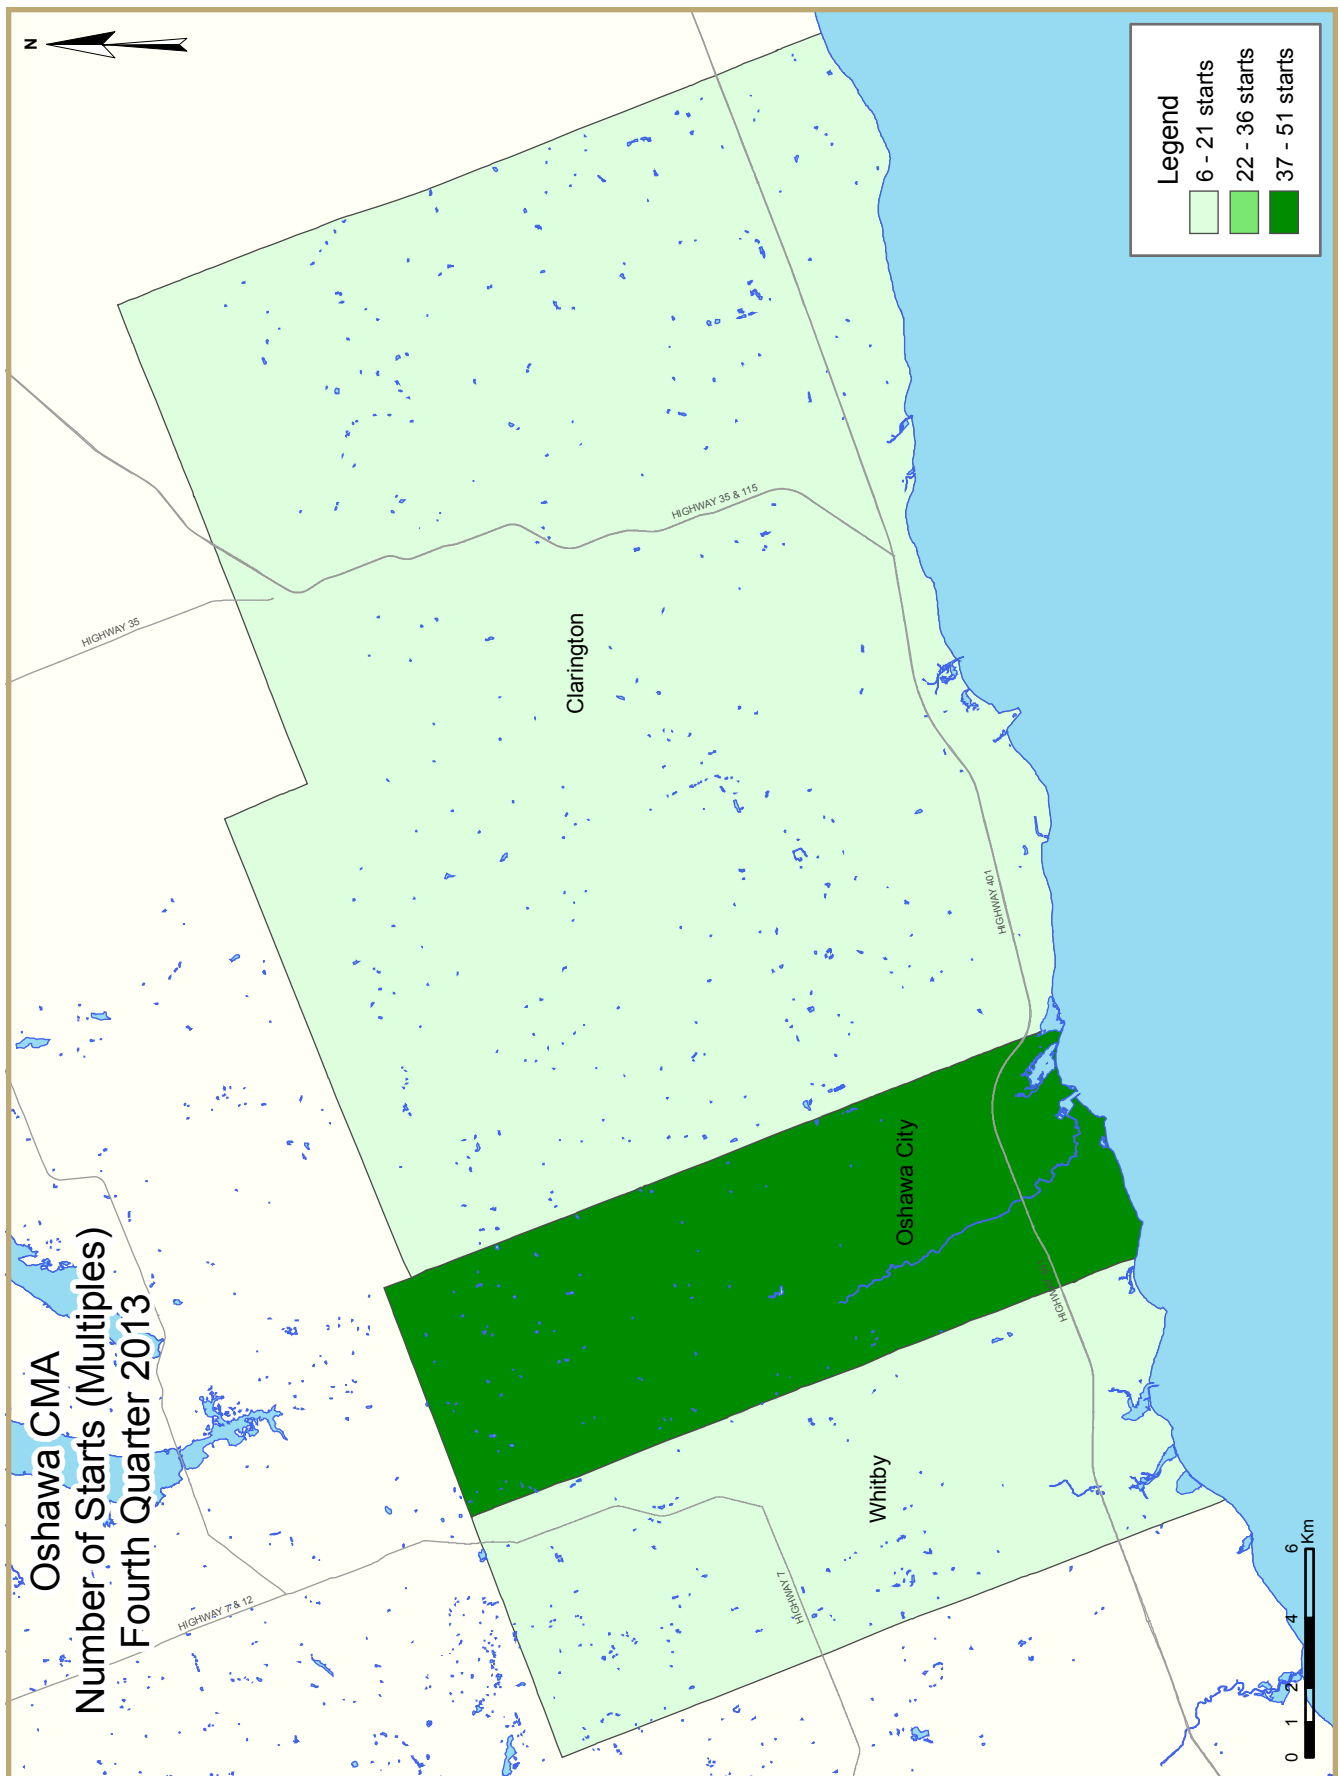 Oshawa CMA
Number of Starts (Multiples)
Fourth Quarter 2013
N
HIGHWAY 7 & 12
HIGHWAY 35
HIGHWAY 35 & 115
Clarington
HIGHWAY 401
Oshawa City
Whitby
HIGHWAY 7
Legend
6 - 21 starts
22 - 36 starts
37 - 51 starts
0 1 2 4 6
Km